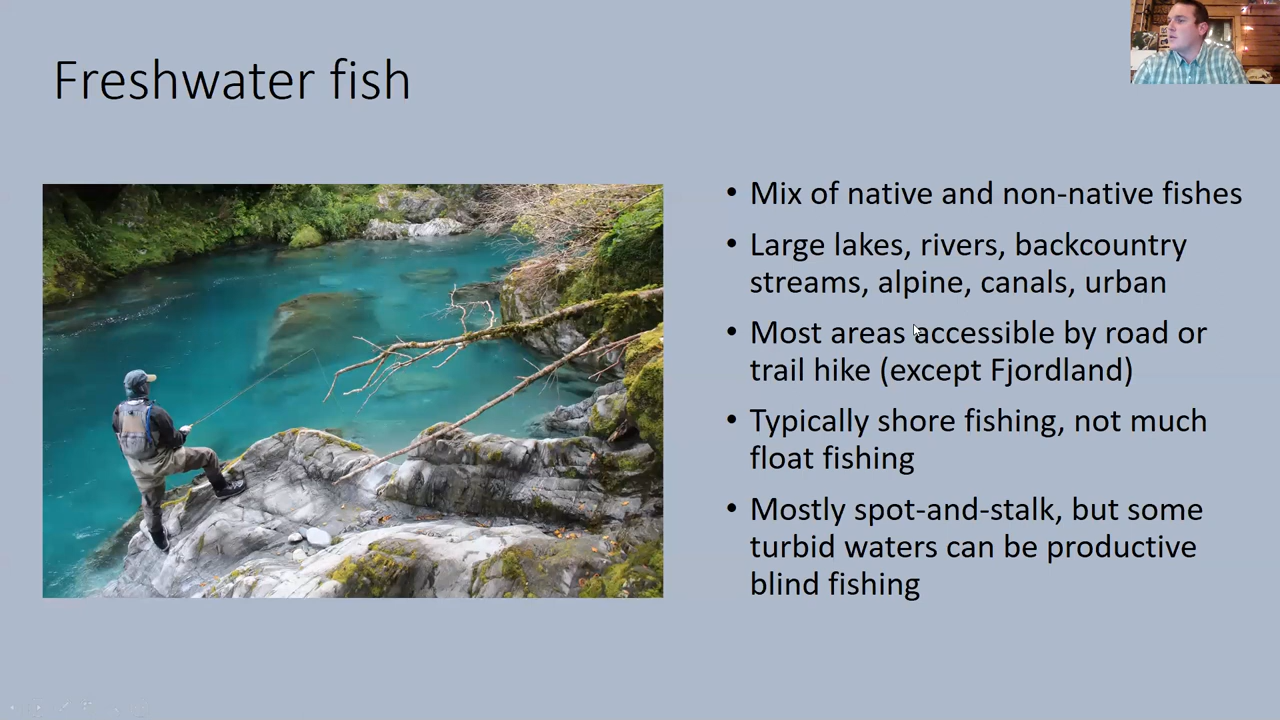 Freshwater fish
• Mix of native and non-native fishes
• Large lakes, rivers, backcountry
streams, alpine, canals, urban
• Most areas accessible by road or
trail hike (except Fjordland)
• Typically shore fishing, not much
float fishing
• Mostly spot-and-stalk, but some
turbid waters can be productive
blind fishing